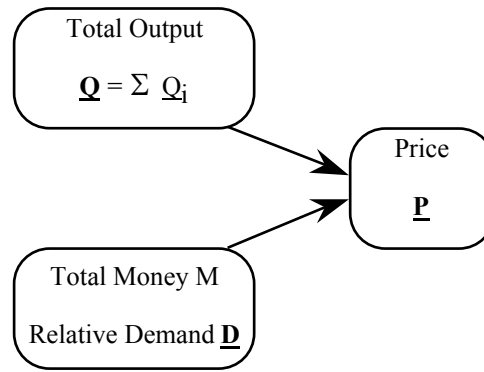 Total Output
Q = Σ Qi
Price
P
Total Money M
Relative Demand D